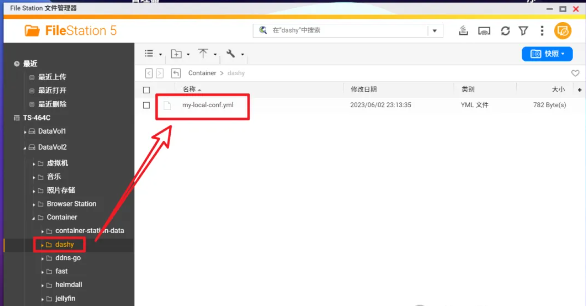 File Station 文件管理器
FileStation 5
在"dashy"中搜索
快照
Container
dashy
名称 修改日期 类别 大小
my-local-conf.yml 2023/06/02 23:13:35 YML 文件 782 Byte(s)
最近
最近上传
最近打开
最近删除
TS-464C
DataVol1
DataVol2
虚拟机
音乐
照片存储
Browser Station
Container
container-station-data
dashy
ddns-go
fast
heimdall
jellyfin